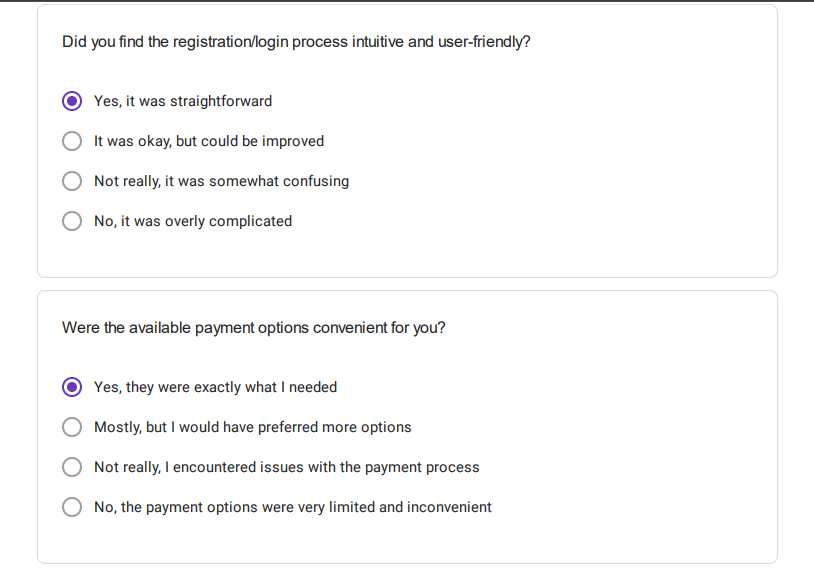 Did you find the registration/login process intuitive and user-friendly?
Yes, it was straightforward
It was okay, but could be improved
Not really, it was somewhat confusing
No, it was overly complicated
Were the available payment options convenient for you?
Yes, they were exactly what I needed
Mostly, but I would have preferred more options
Not really, I encountered issues with the payment process
No, the payment options were very limited and inconvenient